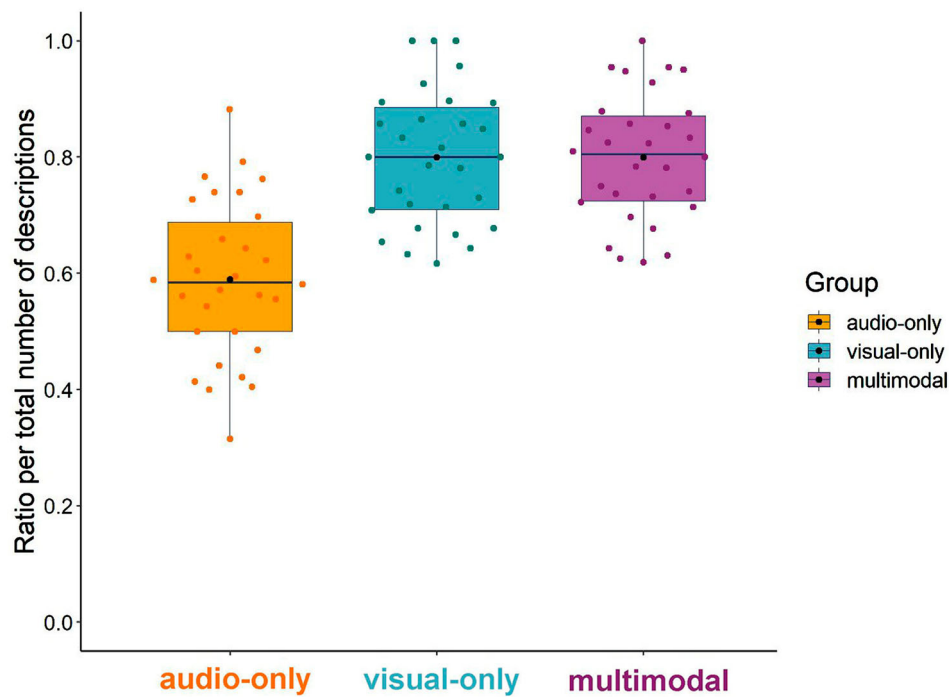 Ratio per total number of descriptions
1.0
0.8
0.6
0.4
0.2
0.0
audio-only
visual-only
multimodal
Group
audio-only
visual-only
multimodal